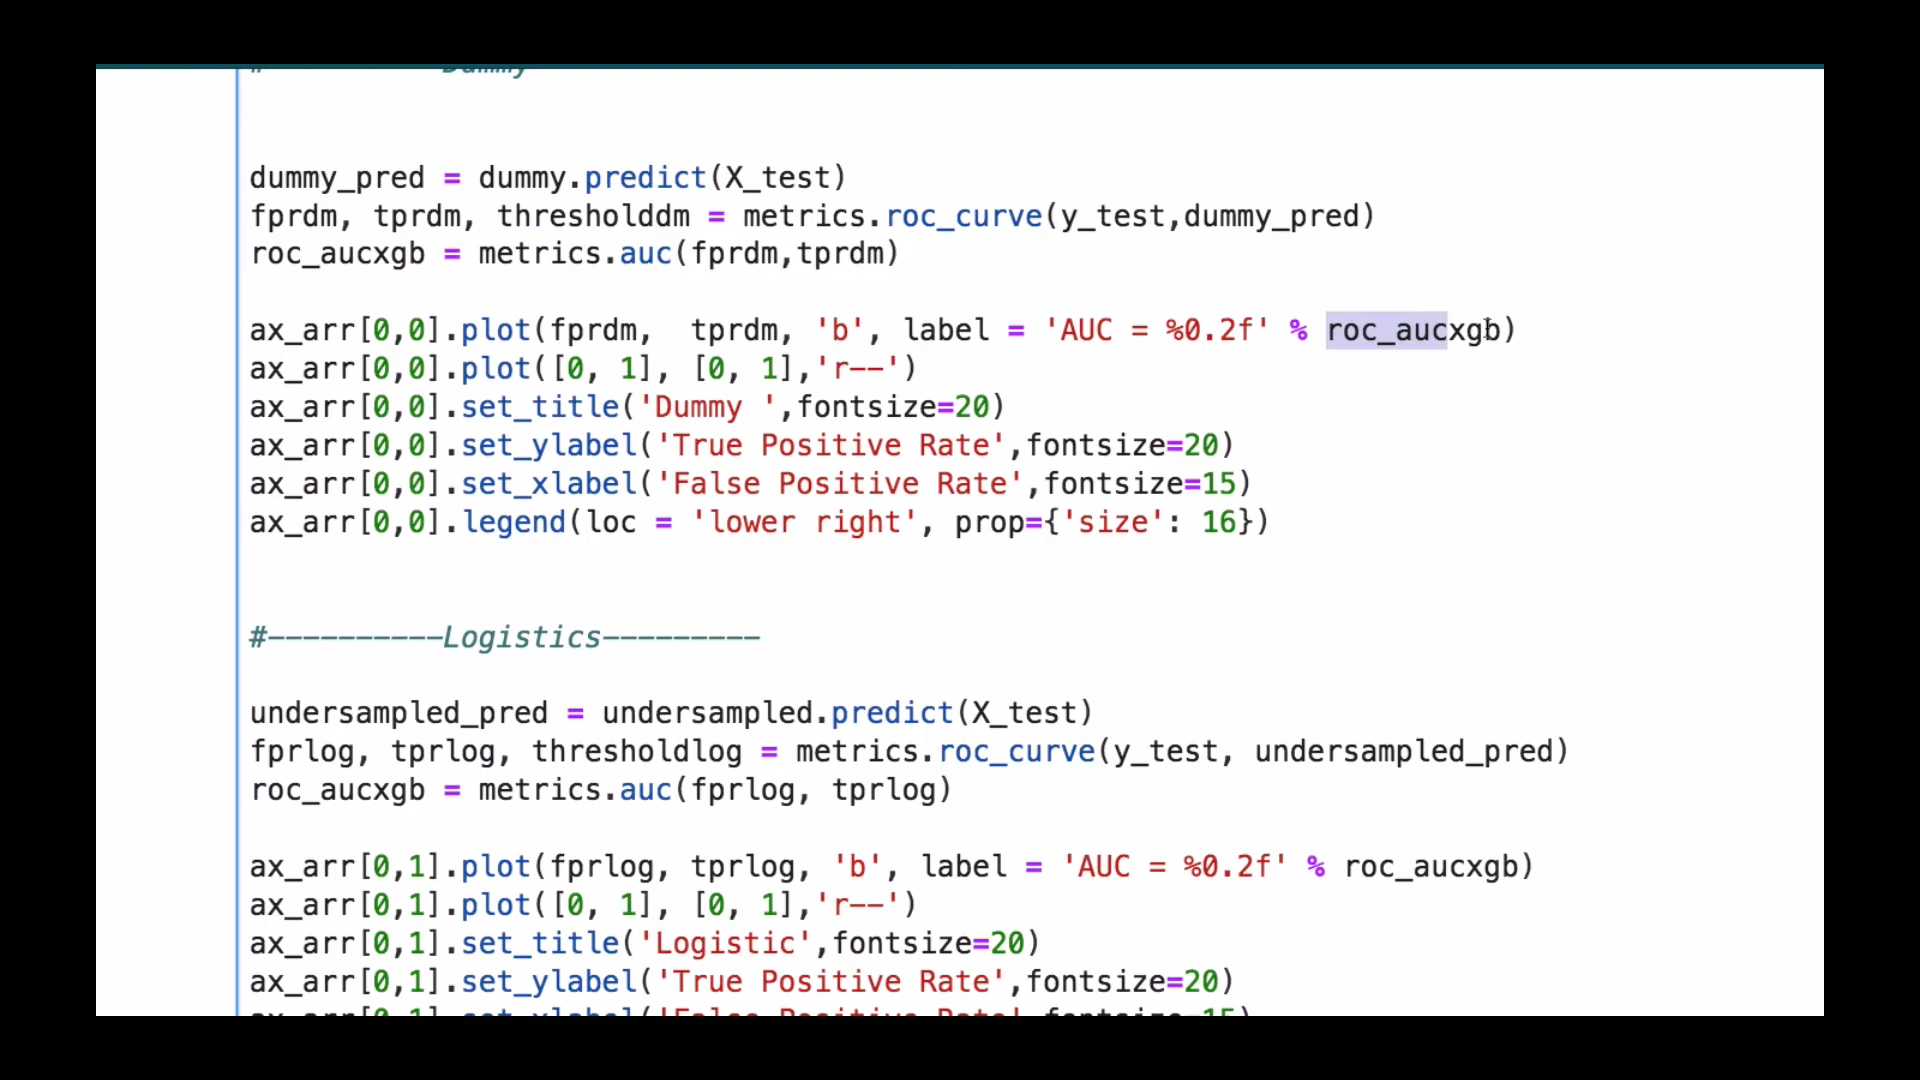 dummy_pred = dummy.predict(X_test)
fprdm, tprdm, thresholddm = metrics.roc_curve(y_test,dummy_pred)
roc_aucxgb = metrics.auc(fprdm,tprdm)
ax_arr[0,0].plot(fprdm,  tprdm, 'b', label = 'AUC = %0.2f' % roc_aucxgb)
ax_arr[0,0].plot([0, 1], [0, 1],'r--')
ax_arr[0,0].set_title('Dummy ',fontsize=20)
ax_arr[0,0].set_ylabel('True Positive Rate',fontsize=20)
ax_arr[0,0].set_xlabel('False Positive Rate',fontsize=15)
ax_arr[0,0].legend(loc = 'lower right', prop={'size': 16})
#----------Logistics---------
undersampled_pred = undersampled.predict(X_test)
fprlog, tprlog, thresholdlog = metrics.roc_curve(y_test, undersampled_pred)
roc_aucxgb = metrics.auc(fprlog, tprlog)
ax_arr[0,1].plot(fprlog, tprlog, 'b', label = 'AUC = %0.2f' % roc_aucxgb)
ax_arr[0,1].plot([0, 1], [0, 1],'r--')
ax_arr[0,1].set_title('Logistic',fontsize=20)
ax_arr[0,1].set_ylabel('True Positive Rate',fontsize=20)